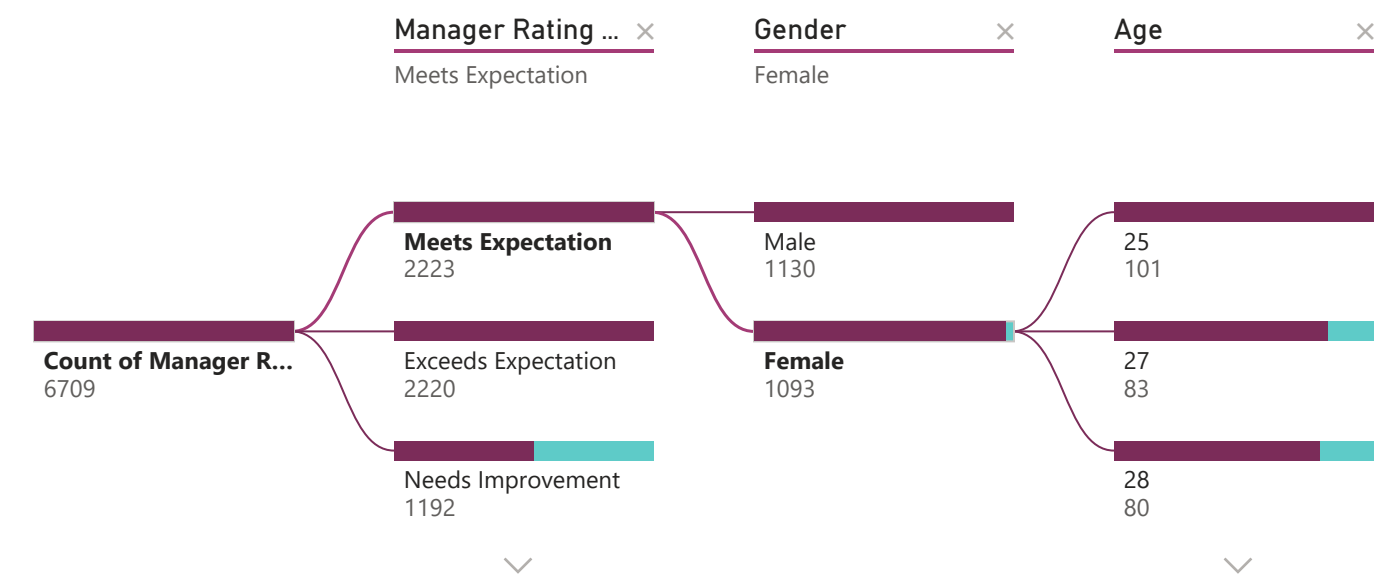 Manager Rating ...
Gender
Age
Meets Expectation
Female
Meets Expectation
2223
Male
1130
25
101
Count of Manager R...
6709
Exceeds Expectation
2220
Female
1093
27
83
Needs Improvement
1192
28
80